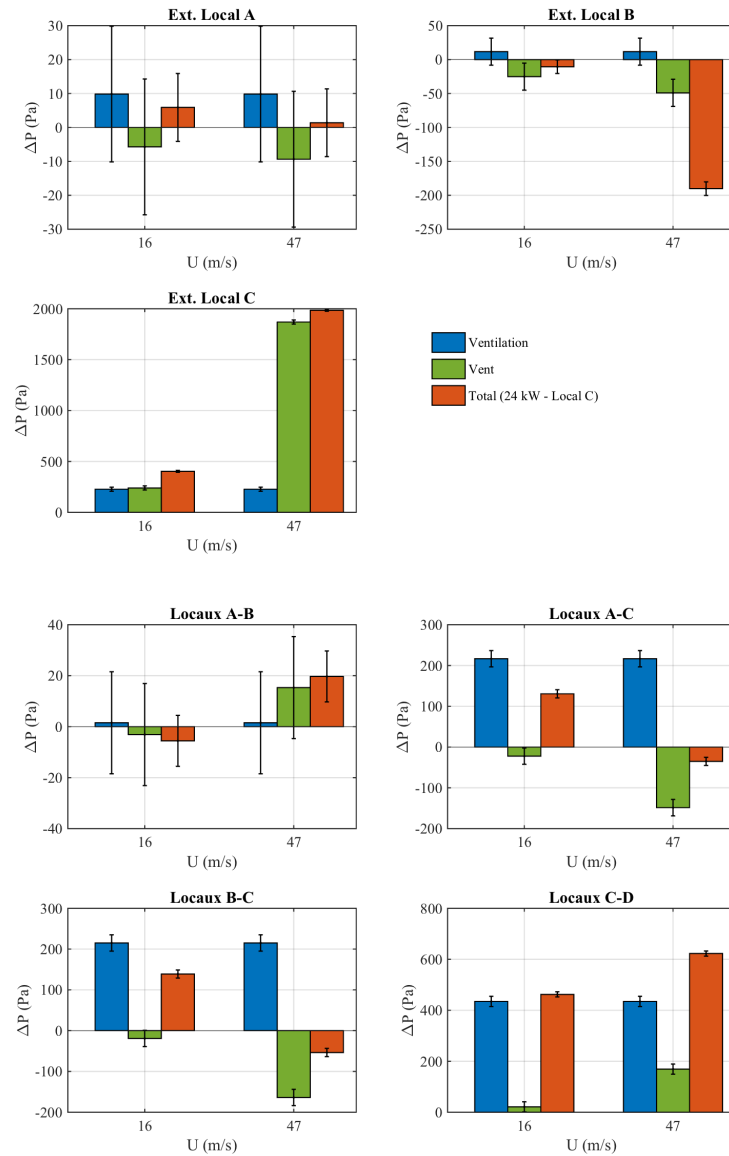 Ext. Local A
30
20
10
0
-10
-20
-30
ΔP (Pa)
16
47
U (m/s)
Ext. Local B
50
0
-50
-100
-150
-200
-250
ΔP (Pa)
16
47
U (m/s)
Ext. Local C
2000
1500
1000
500
0
ΔP (Pa)
16
47
U (m/s)
Ventilation
Vent
Total (24 kW - Local C)
Locaux A-B
40
20
0
-20
-40
ΔP (Pa)
16
47
U (m/s)
Locaux A-C
300
200
100
0
-100
-200
ΔP (Pa)
16
47
U (m/s)
Locaux B-C
300
200
100
0
-100
-200
ΔP (Pa)
16
47
U (m/s)
Locaux C-D
800
600
400
200
0
ΔP (Pa)
16
47
U (m/s)